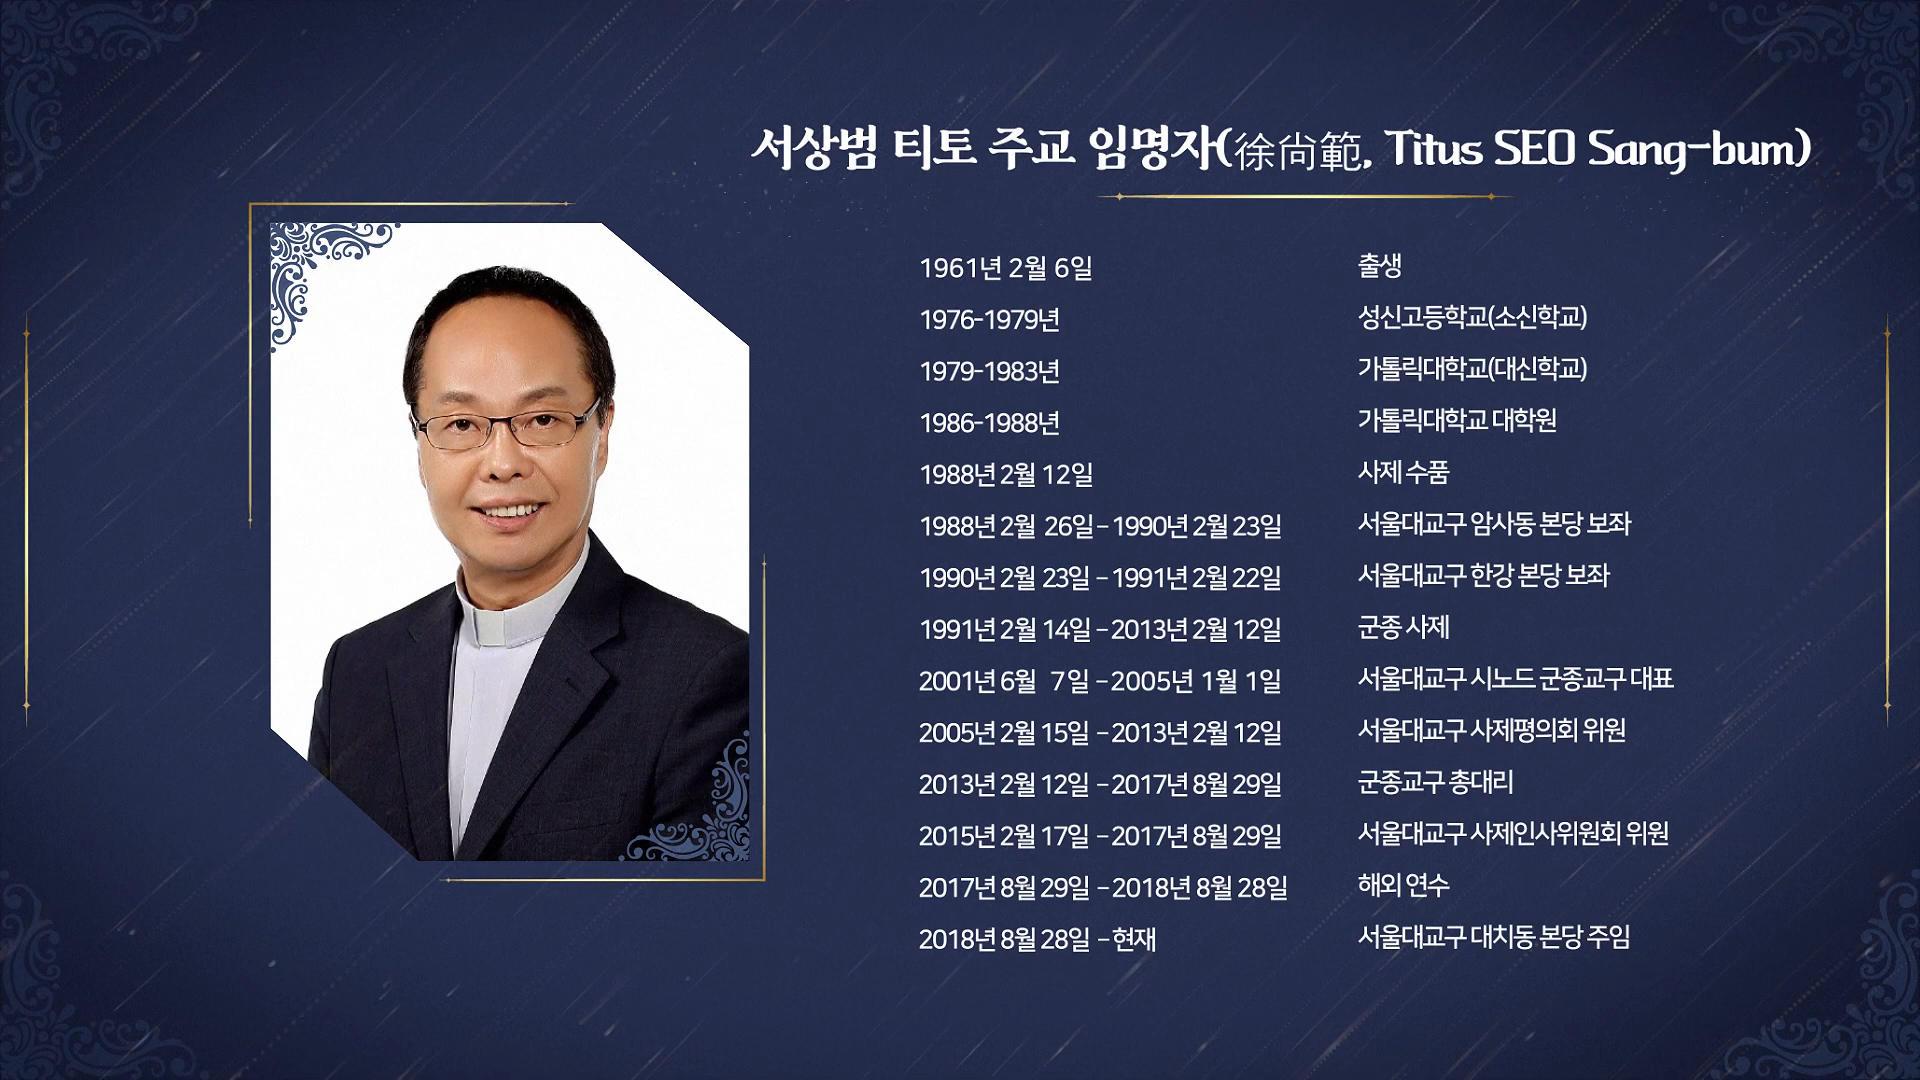 서상범 티토 주교 임명자(徐尙範, Titus SEO Sang-bum)
1961년 2월 6일 출생
1976-1979년 성신고등학교(소신학교)
1979-1983년 가톨릭대학교(대신학교)
1986-1988년 가톨릭대학교 대학원
1988년 2월 12일 사제 수품
1988년 2월 26일 - 1990년 2월 23일 서울대교구 암사동 본당 보좌
1990년 2월 23일 - 1991년 2월 22일 서울대교구 한강 본당 보좌
1991년 2월 14일 - 2013년 2월 12일 군종 사제
2001년 6월 7일 - 2005년 1월 1일 서울대교구 시노드 군종교구 대표
2005년 2월 15일 - 2013년 2월 12일 서울대교구 사제평의회 위원
2013년 2월 12일 - 2017년 8월 29일 군종교구 총대리
2015년 2월 17일 - 2017년 8월 29일 서울대교구 사제인사위원회 위원
2017년 8월 29일 - 2018년 8월 28일 해외 연수
2018년 8월 28일 - 현재 서울대교구 대치동 본당 주임